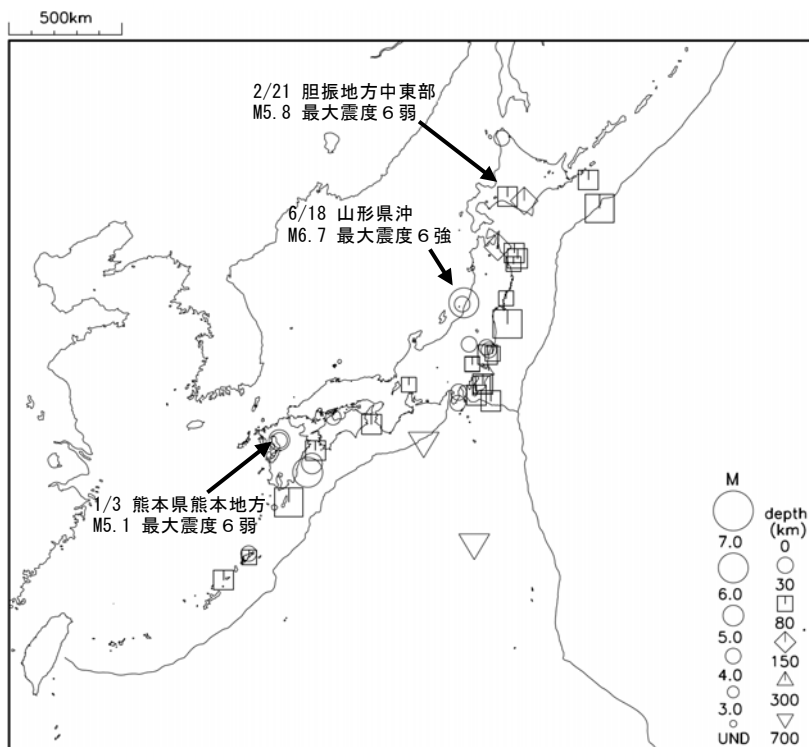 500km
2/21 胆振地方中東部
M5.8 最大震度６弱
6/18 山形県沖
M6.7 最大震度６強
1/3 熊本県熊本地方
M5.1 最大震度６弱
M
7.0
6.0
5.0
4.0
3.0
UND
depth
(km)
0
30
80
150
300
700